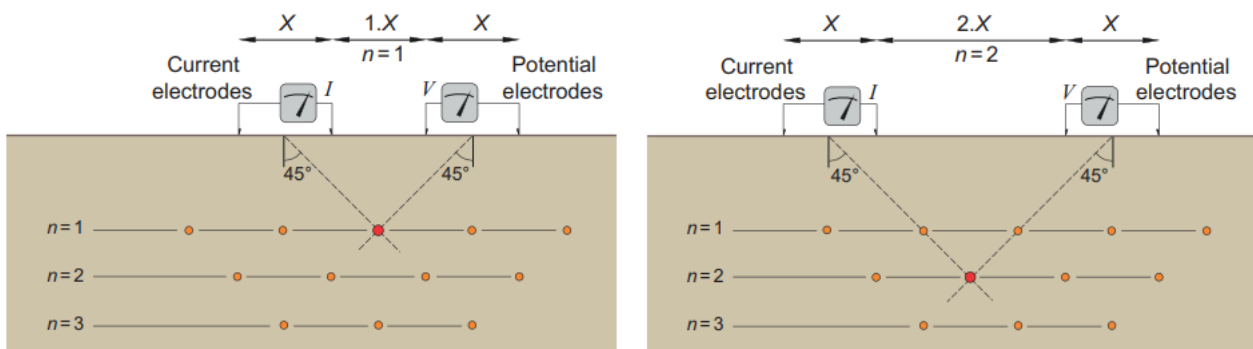 X 1.X X
n=1
Current electrodes
I
V
Potential electrodes
45° 45°
n=1
n=2
n=3
X 2.X X
n=2
Current electrodes
I
V
Potential electrodes
45° 45°
n=1
n=2
n=3